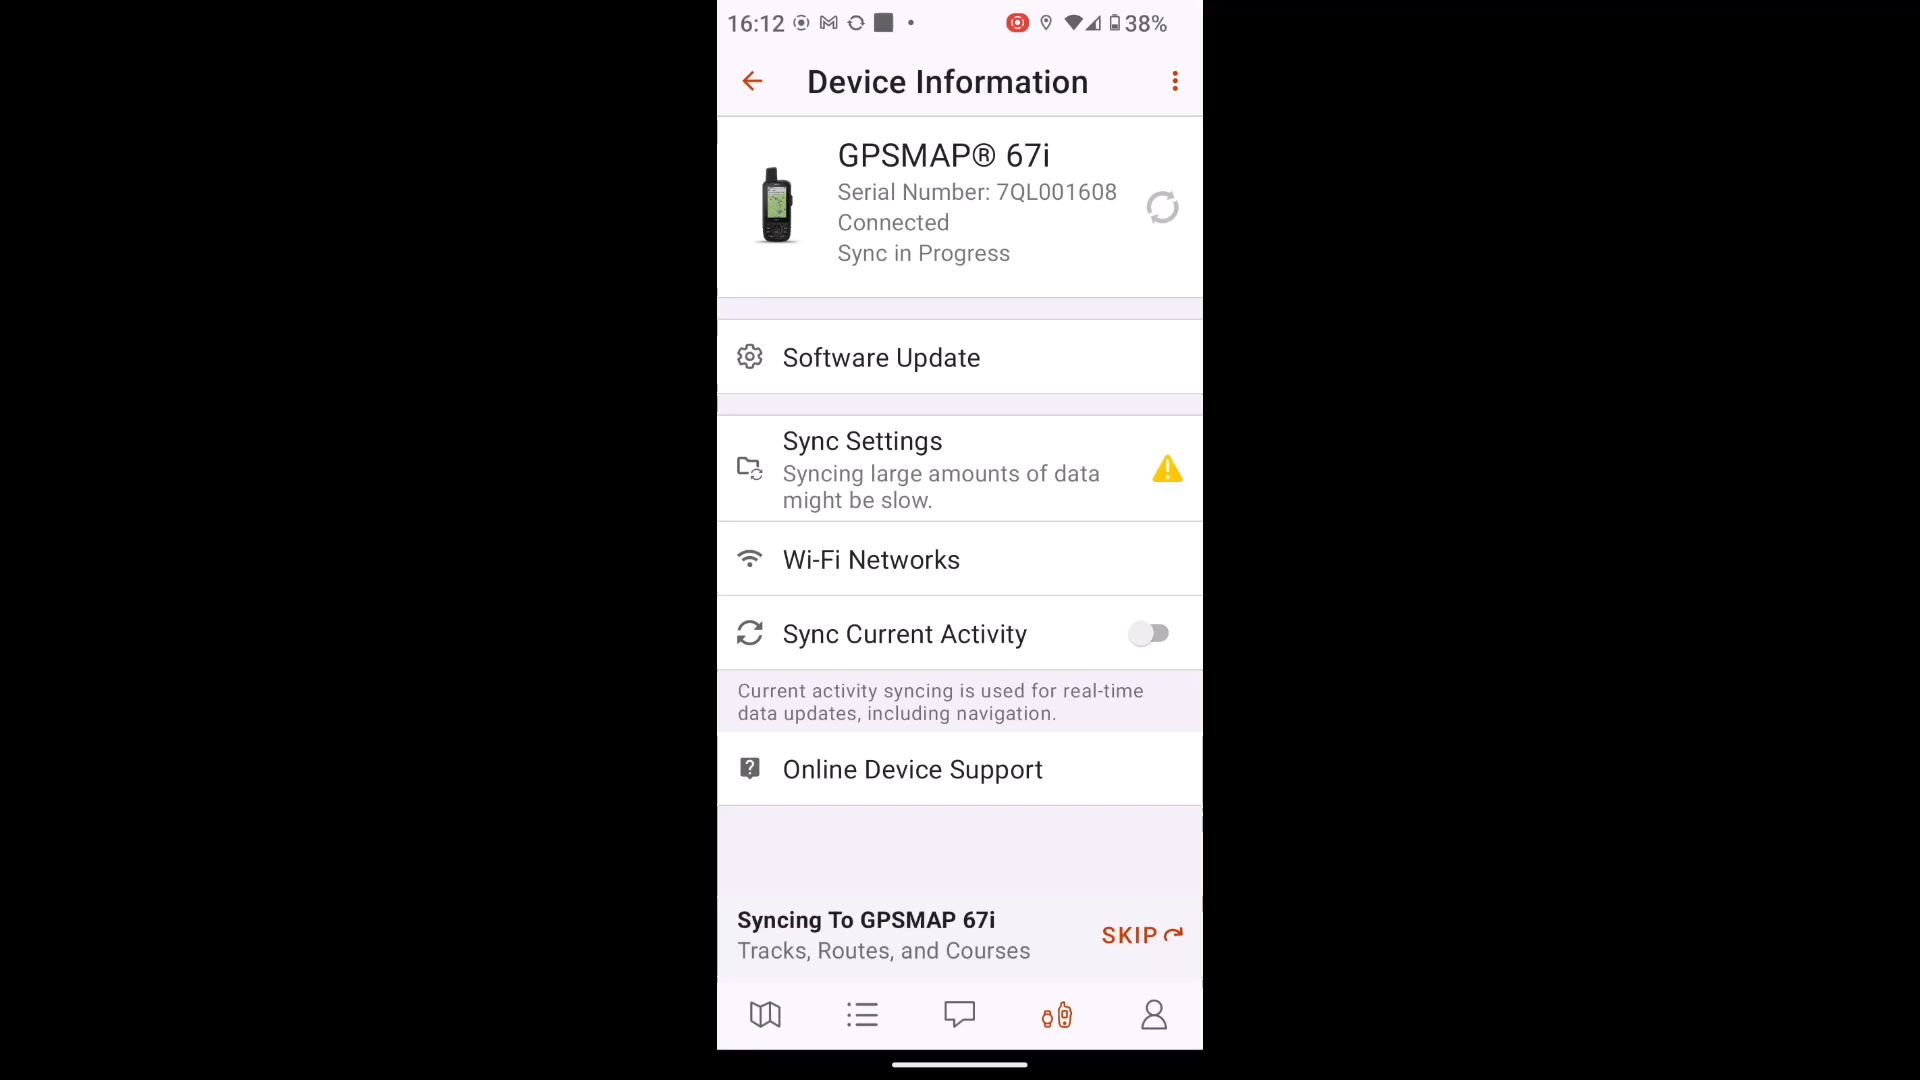 16:12
38%
Device Information
GPSMAP® 67i
Serial Number: 7QL001608
Connected
Sync in Progress
Software Update
Sync Settings
Syncing large amounts of data
might be slow.
Wi-Fi Networks
Sync Current Activity
Current activity syncing is used for real-time
data updates, including navigation.
Online Device Support
Syncing To GPSMAP 67i
Tracks, Routes, and Courses
SKIP